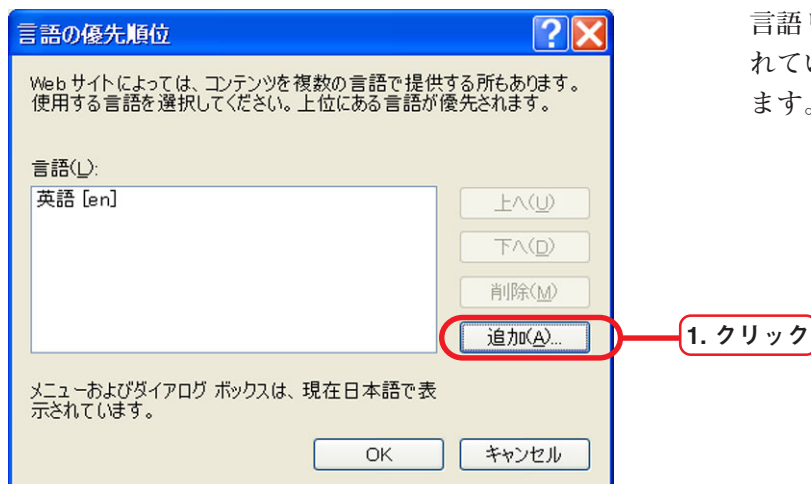 言語の優先順位
Web サイトによっては、コンテンツを複数の言語で提供する所もあります。
使用する言語を選択してください。上位にある言語が優先されます。
言語(L):
英語 [en]
上へ(U)
下へ(D)
削除(M)
追加(A)...
1. クリック
メニューおよびダイアログ ボックスは、現在日本語で表
示されています。
OK
キャンセル
言語
れてい
ます。